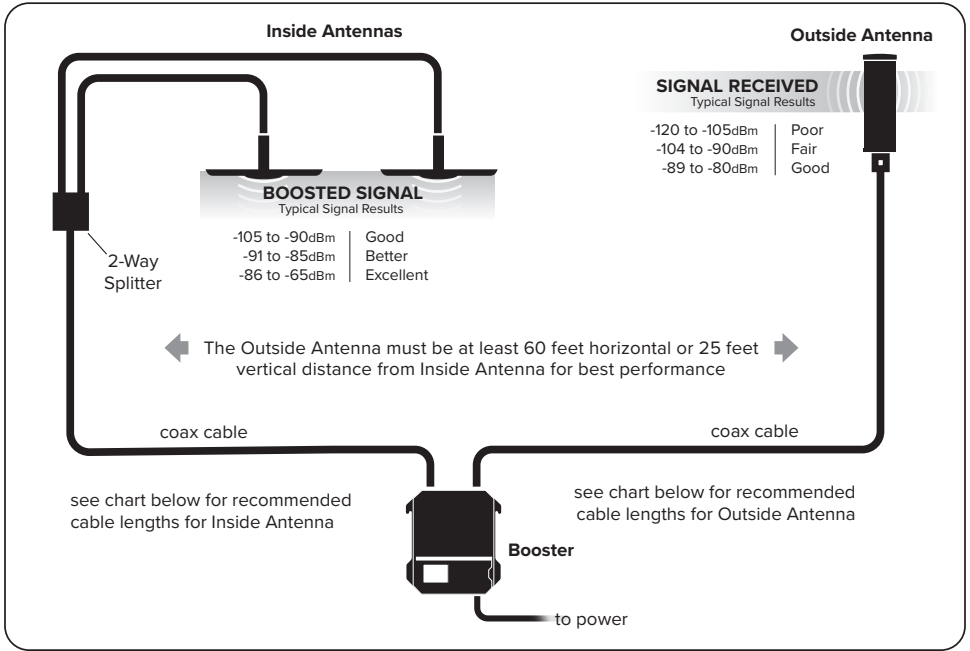 Inside Antennas
Outside Antenna
SIGNAL RECEIVED
Typical Signal Results
-120 to -105dBm | Poor
-104 to -90dBm | Fair
-89 to -80dBm | Good
BOOSTED SIGNAL
Typical Signal Results
-105 to -90dBm | Good
-91 to -85dBm | Better
-86 to -65dBm | Excellent
2-Way
Splitter
The Outside Antenna must be at least 60 feet horizontal or 25 feet
vertical distance from Inside Antenna for best performance
coax cable
coax cable
see chart below for recommended
cable lengths for Inside Antenna
see chart below for recommended
cable lengths for Outside Antenna
Booster
to power